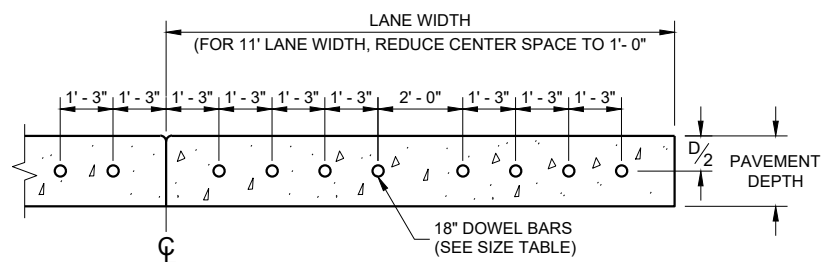 LANE WIDTH
(FOR 11' LANE WIDTH, REDUCE CENTER SPACE TO 1'- 0"
1' - 3" 1' - 3" 1' - 3" 1' - 3" 1' - 3" 1' - 3" 2' - 0" 1' - 3" 1' - 3" 1' - 3"
D/2
PAVEMENT
DEPTH
18" DOWEL BARS
(SEE SIZE TABLE)
℄